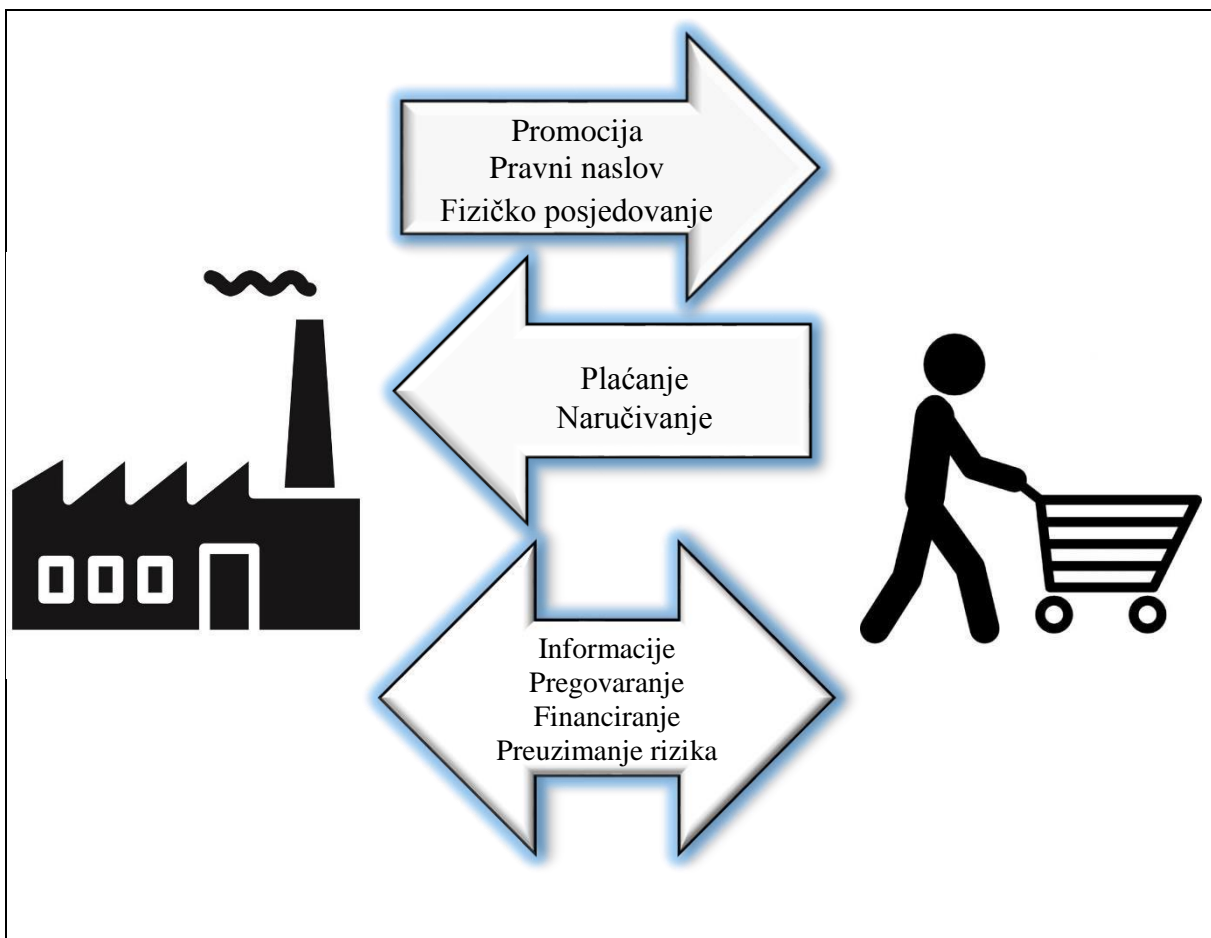 Promocija
Pravni naslov
Fizičko posjedovanje
Plaćanje
Naručivanje
Informacije
Pregovaranje
Financiranje
Preuzimanje rizika